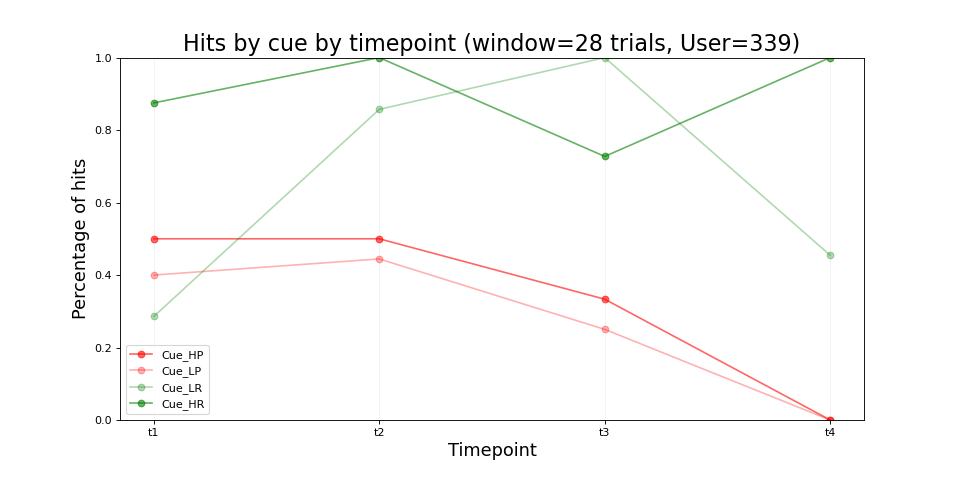 Hits by cue by timepoint (window=28 trials, User=339)
Percentage of hits
1.0
0.8
0.6
0.4
0.2
0.0
Cue_HP
Cue_LP
Cue_LR
Cue_HR
t1 t2 t3 t4
Timepoint